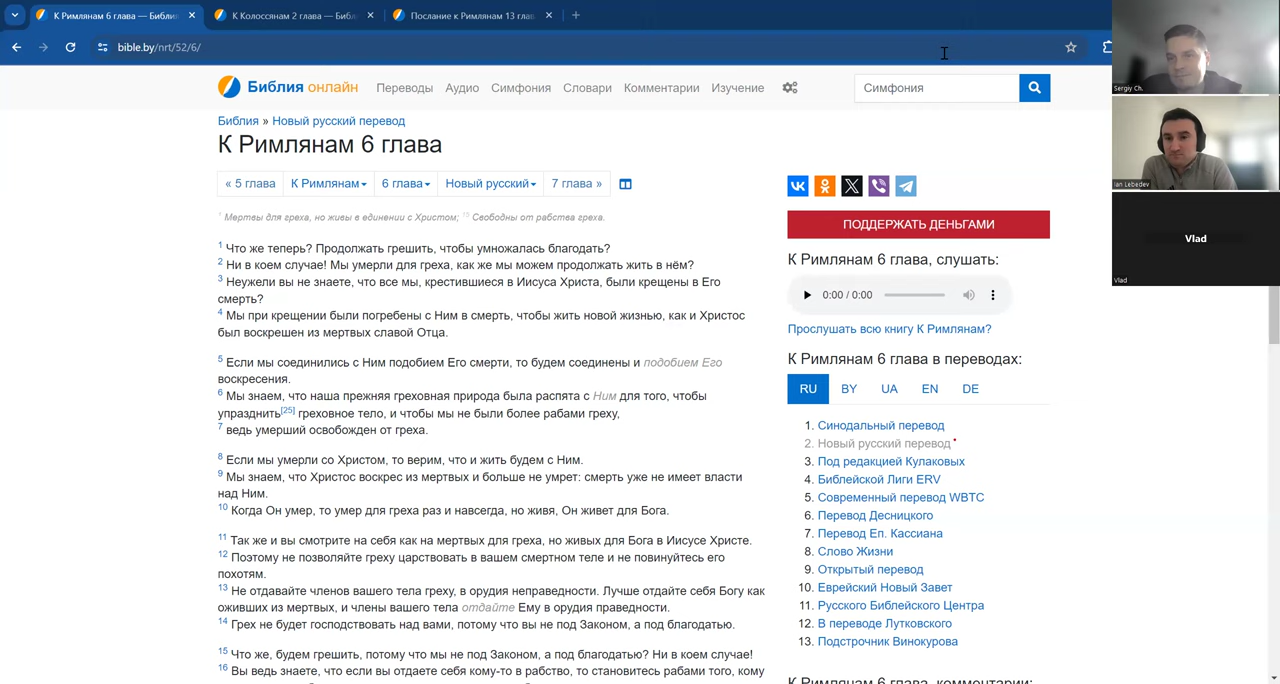 К Римлянам 6 глава — Библия
К Колоссянам 2 глава — Библ
Послание к Римлянам 13 глав
bible.by/nrt/52/6/
Библия онлайн
Переводы
Аудио
Симфония
Словари
Комментарии
Изучение
Симфония
Библия » Новый русский перевод
К Римлянам 6 глава
« 5 глава
К Римлянам
6 глава
Новый русский
7 глава »
1 Мертвы для греха, но живы в единении с Христом; 15 Свободны от рабства греха.
1 Что же теперь? Продолжать грешить, чтобы умножалась благодать?
2 Ни в коем случае! Мы умерли для греха, как же мы можем продолжать жить в нём?
3 Неужели вы не знаете, что все мы, крестившиеся в Иисуса Христа, были крещены в Его
смерть?
4 Мы при крещении были погребены с Ним в смерть, чтобы жить новой жизнью, как и Христос
был воскрешен из мертвых славой Отца.
5 Если мы соединились с Ним подобием Его смерти, то будем соединены и подобием Его
воскресения.
6 Мы знаем, что наша прежняя греховная природа была распята с Ним для того, чтобы
упразднить[25] греховное тело, и чтобы мы не были более рабами греху,
7 ведь умерший освобожден от греха.
8 Если мы умерли со Христом, то верим, что и жить будем с Ним.
9 Мы знаем, что Христос воскрес из мертвых и больше не умрет: смерть уже не имеет власти
над Ним.
10 Когда Он умер, то умер для греха раз и навсегда, но живя, Он живет для Бога.
11 Так же и вы смотрите на себя как на мертвых для греха, но живых для Бога в Иисусе Христе.
12 Поэтому не позволяйте греху царствовать в вашем смертном теле и не повинуйтесь его
похотям.
13 Не отдавайте членов вашего тела греху, в орудия неправедности. Лучше отдайте себя Богу как
оживших из мертвых, и члены вашего тела отдайте Ему в орудия праведности.
14 Грех не будет господствовать над вами, потому что вы не под Законом, а под благодатью.
15 Что же, будем грешить, потому что мы не под Законом, а под благодатью? Ни в коем случае!
16 Вы ведь знаете, что если вы отдаете себя кому-то в рабство, то становитесь рабами того, кому
ПОДДЕРЖАТЬ ДЕНЬГАМИ
К Римлянам 6 глава, слушать:
0:00 / 0:00
Прослушать всю книгу К Римлянам?
К Римлянам 6 глава в переводах:
RU
BY
UA
EN
DE
1. Синодальный перевод
2. Новый русский перевод •
3. Под редакцией Кулаковых
4. Библейской Лиги ERV
5. Современный перевод WBTC
6. Перевод Десницкого
7. Перевод Еп. Кассиана
8. Слово Жизни
9. Открытый перевод
10. Еврейский Новый Завет
11. Русского Библейского Центра
12. В переводе Лутковского
13. Подстрочник Винокурова
К Римлянам 6 глава, комментарии:
Sergiy Ch.
Ian Lebedev
Vlad
Vlad